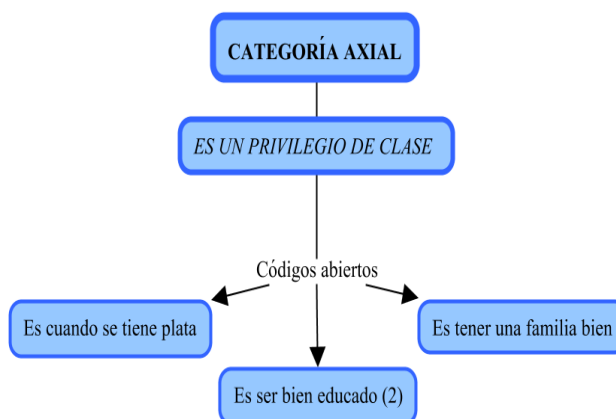 CATEGORÍA AXIAL
ES UN PRIVILEGIO DE CLASE
Códigos abiertos
Es cuando se tiene plata
Es tener una familia bien
Es ser bien educado (2)